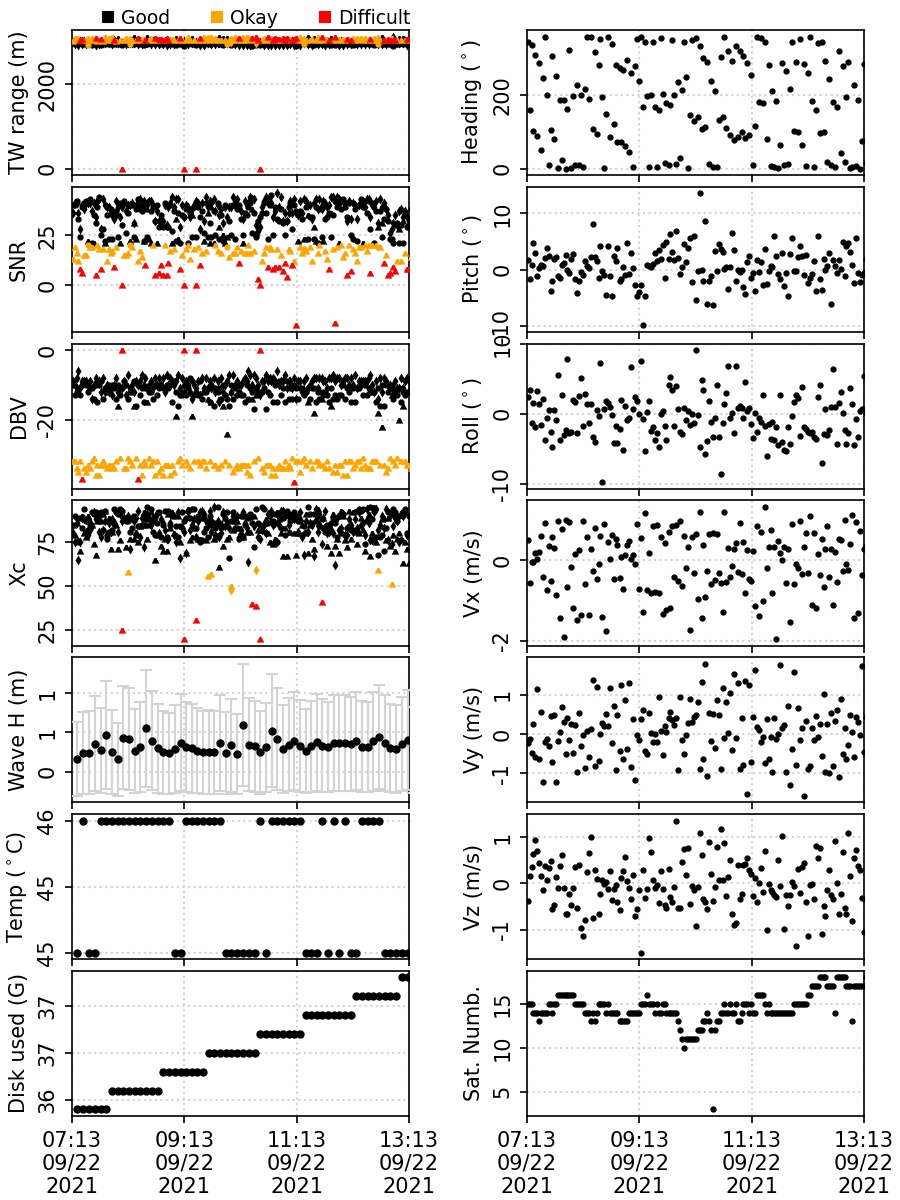 Good Okay Difficult
TW range (m)
2000
0
SNR
25
0
DBV
0
-20
Xc
75
50
25
Wave H (m)
1
1
0
Temp (°C)
46
45
45
Disk used (G)
37
37
36
07:13 09:13 11:13 13:13
09/22 09/22 09/22 09/22
2021 2021 2021 2021
Heading (°)
200
0
Pitch (°)
10
0
-10
Roll (°)
10
0
-10
Vx (m/s)
0
-2
Vy (m/s)
1
0
-1
Vz (m/s)
1
0
-1
Sat. Numb.
15
10
5
07:13 09:13 11:13 13:13
09/22 09/22 09/22 09/22
2021 2021 2021 2021